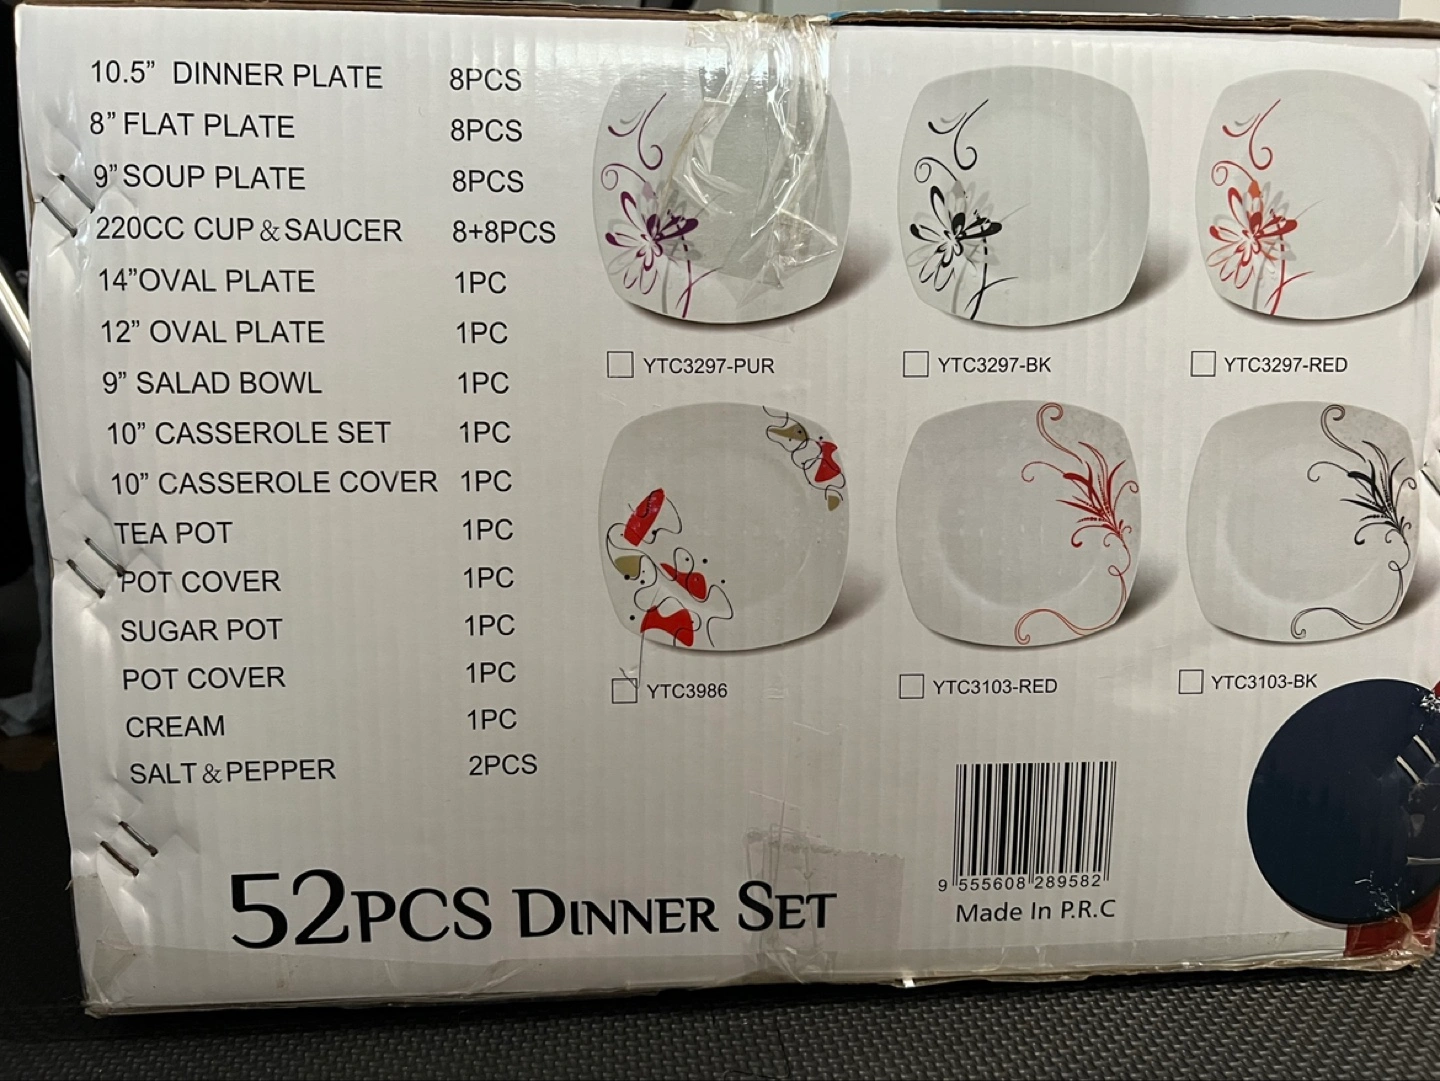 10.5” DINNER PLATE 8PCS
8” FLAT PLATE 8PCS
9” SOUP PLATE 8PCS
220CC CUP & SAUCER 8+8PCS
14”OVAL PLATE 1PC
12” OVAL PLATE 1PC
9” SALAD BOWL 1PC
10” CASSEROLE SET 1PC
10” CASSEROLE COVER 1PC
TEA POT 1PC
POT COVER 1PC
SUGAR POT 1PC
POT COVER 1PC
CREAM 1PC
SALT & PEPPER 2PCS
YTC3297-PUR
YTC3297-BK
YTC3297-RED
YTC3986
YTC3103-RED
YTC3103-BK
52PCS DINNER SET
9 555608 289582
Made In P.R.C